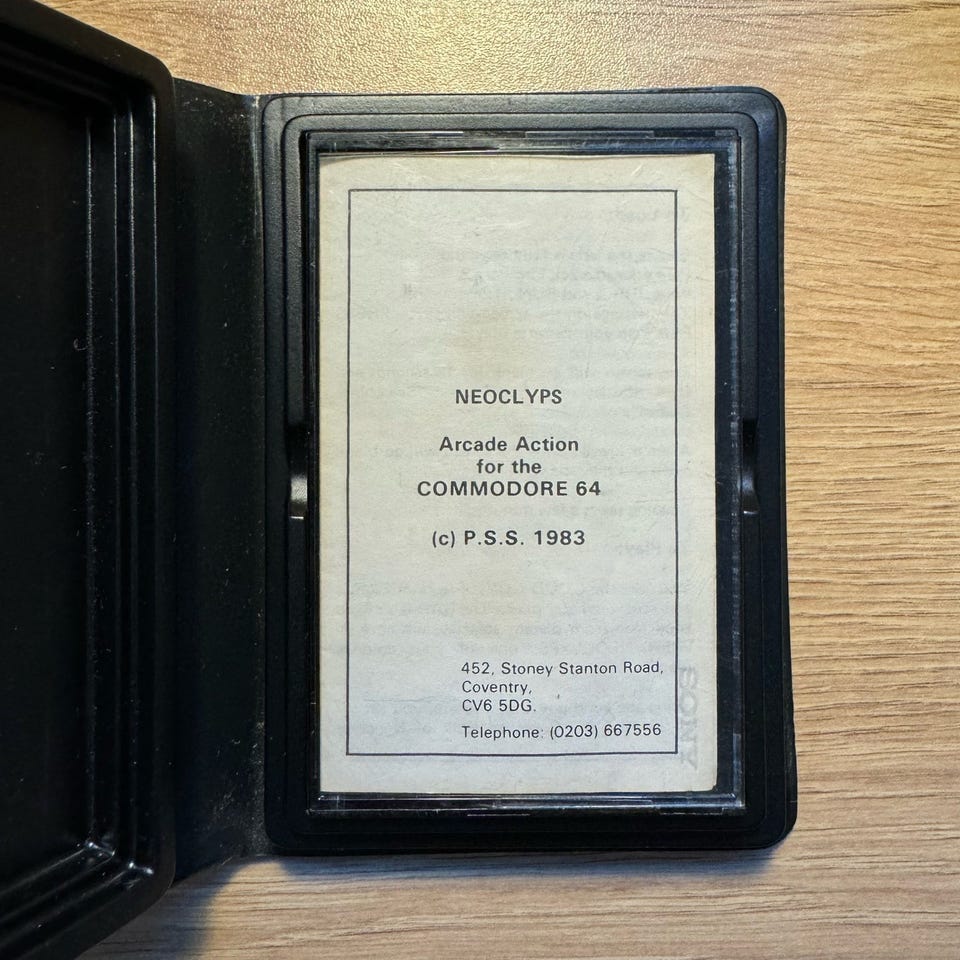 NEOCLYPS
Arcade Action
for the
COMMODORE 64
(c) P.S.S. 1983
452, Stoney Stanton Road,
Coventry,
CV6 5DG.
Telephone: (0203) 667556
SONY